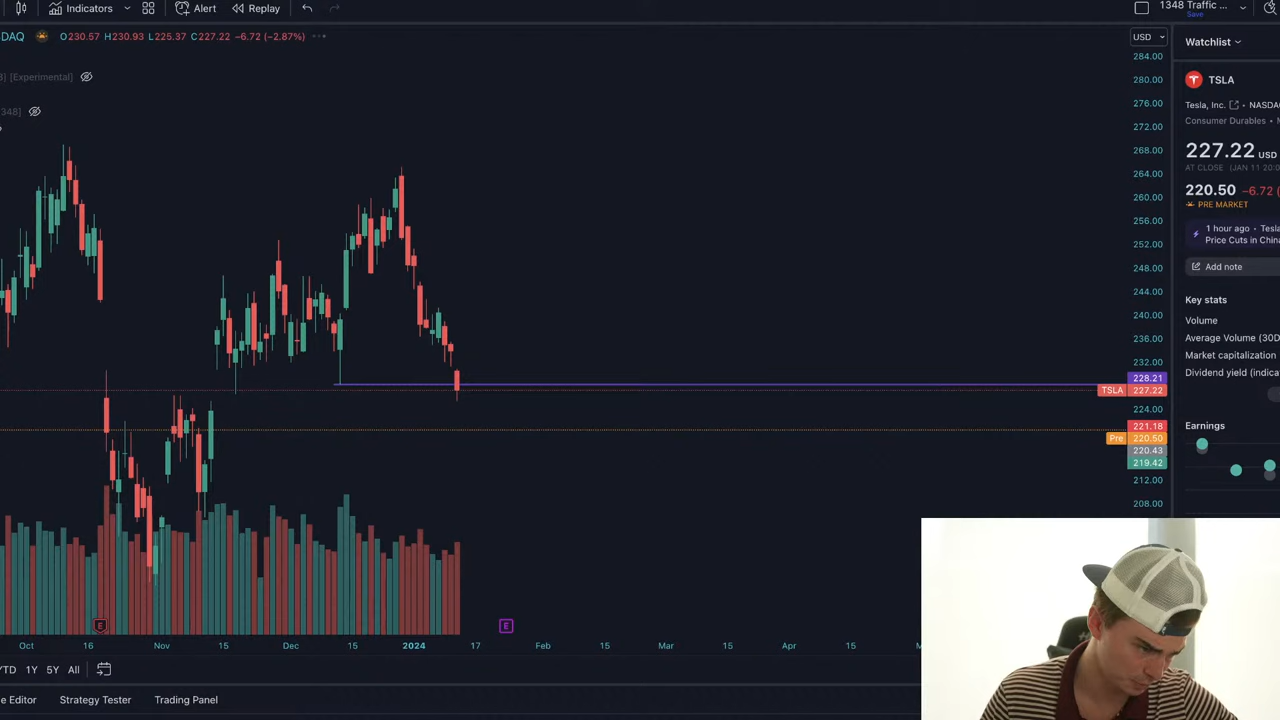 Indicators
Alert
Replay
1348 Traffic ...
Save
DAQ
O230.57 H230.93 L225.37 C227.22 −6.72 (−2.87%)
USD
Watchlist
3] [Experimental]
348]
284.00
280.00
276.00
272.00
268.00
264.00
260.00
256.00
252.00
248.00
244.00
240.00
236.00
232.00
228.21
TSLA 227.22
224.00
221.18
Pre 220.50
220.43
219.42
212.00
208.00
TSLA
Tesla, Inc. • NASDAQ
Consumer Durables •
227.22 USD
AT CLOSE (JAN 11 20:0
220.50 −6.72
PRE MARKET
1 hour ago • Tesla
Price Cuts in China
Add note
Key stats
Volume
Average Volume (30D
Market capitalization
Dividend yield (indica
Earnings
E
E
Oct 16 Nov 15 Dec 15 2024 17 Feb 15 Mar 15 Apr 15
YTD 1Y 5Y All
e Editor
Strategy Tester
Trading Panel